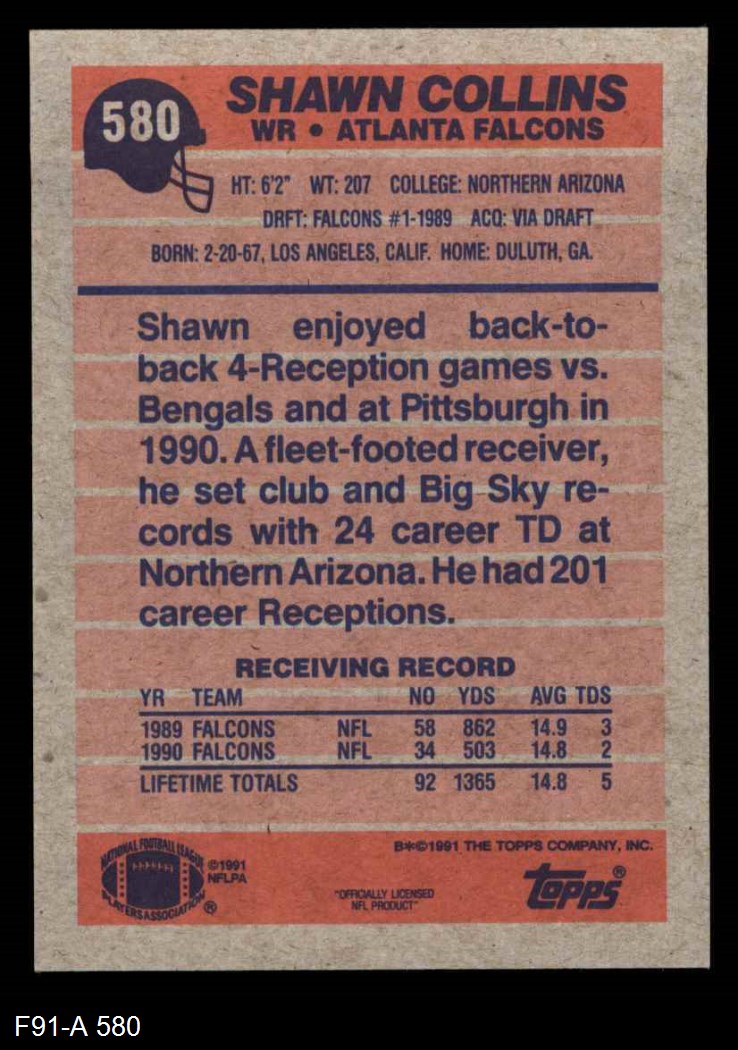 580
SHAWN COLLINS
WR • ATLANTA FALCONS
HT: 6'2" WT: 207 COLLEGE: NORTHERN ARIZONA
DRFT: FALCONS #1-1989 ACQ: VIA DRAFT
BORN: 2-20-67, LOS ANGELES, CALIF. HOME: DULUTH, GA.
Shawn enjoyed back-to-
back 4-Reception games vs.
Bengals and at Pittsburgh in
1990. A fleet-footed receiver,
he set club and Big Sky re-
cords with 24 career TD at
Northern Arizona. He had 201
career Receptions.
RECEIVING RECORD
YR TEAM NO YDS AVG TDS
1989 FALCONS NFL 58 862 14.9 3
1990 FALCONS NFL 34 503 14.8 2
LIFETIME TOTALS 92 1365 14.8 5
NATIONAL FOOTBALL LEAGUE
PLAYERS ASSOCIATION ®
©1991
NFLPA
"OFFICIALLY LICENSED
NFL PRODUCT"
B*©1991 THE TOPPS COMPANY, INC.
topps®
F91-A 580